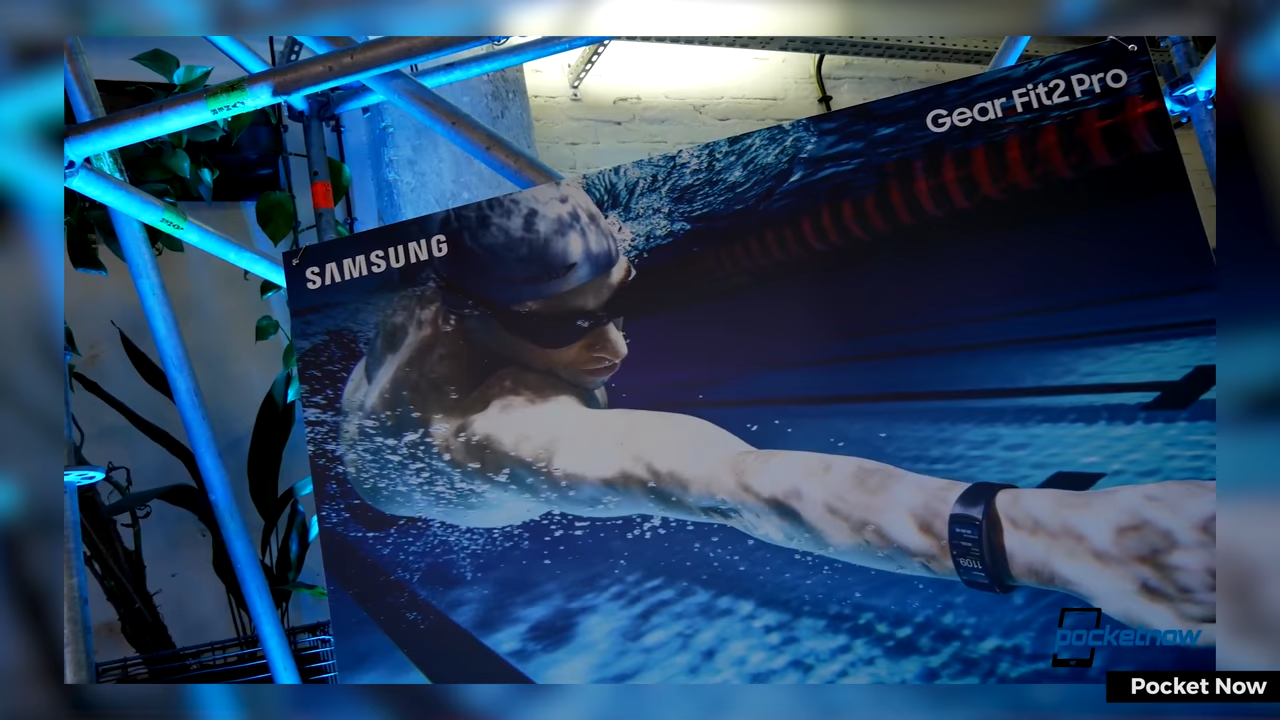 Gear Fit2 Pro
SAMSUNG
1109
pocketnow
Pocket Now